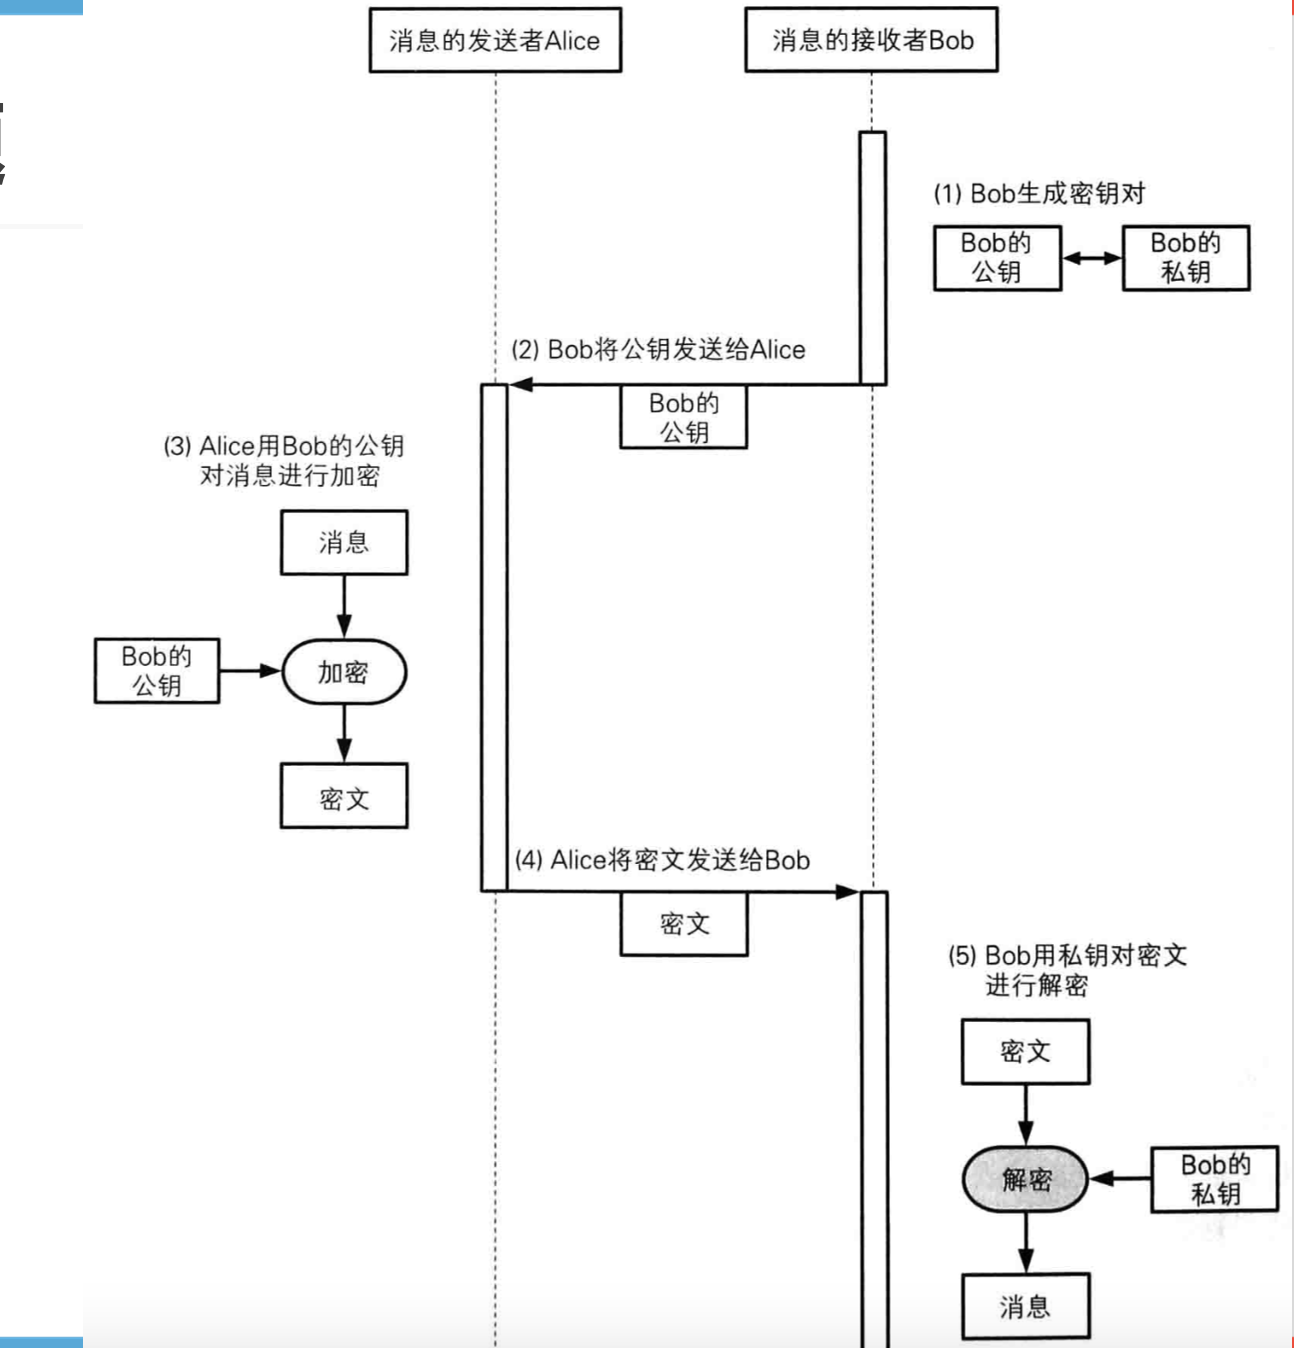 消息的发送者Alice
消息的接收者Bob
(1) Bob生成密钥对
Bob的
公钥
Bob的
私钥
(2) Bob将公钥发送给Alice
Bob的
公钥
(3) Alice用Bob的公钥
对消息进行加密
消息
Bob的
公钥
加密
密文
(4) Alice将密文发送给Bob
密文
(5) Bob用私钥对密文
进行解密
密文
解密
Bob的
私钥
消息